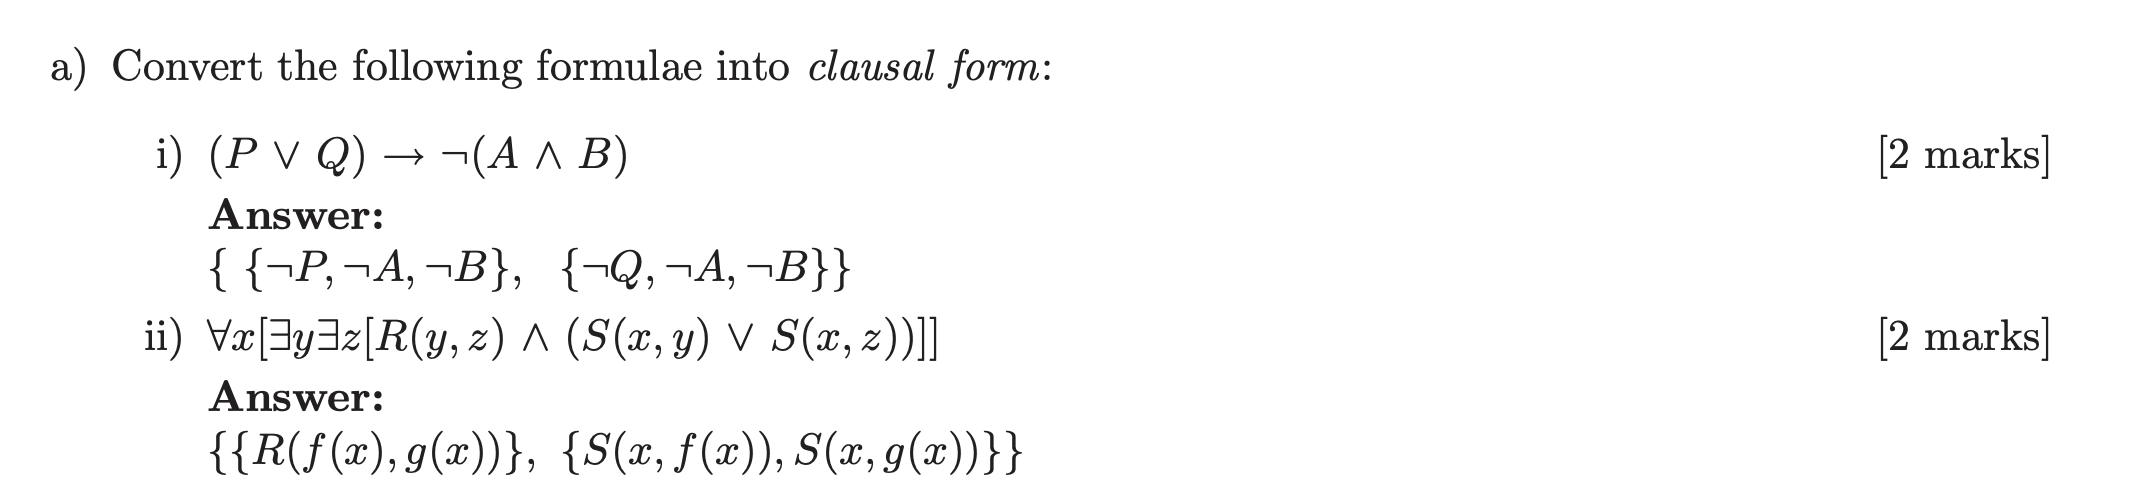 a) Convert the following formulae into clausal form:
i) (P ∨ Q) → ¬(A ∧ B) [2 marks]
Answer:
{ {¬P, ¬A, ¬B}, {¬Q, ¬A, ¬B}}
ii) ∀x[∃y∃z[R(y, z) ∧ (S(x, y) ∨ S(x, z))]] [2 marks]
Answer:
{{R(f(x), g(x))}, {S(x, f(x)), S(x, g(x))}}